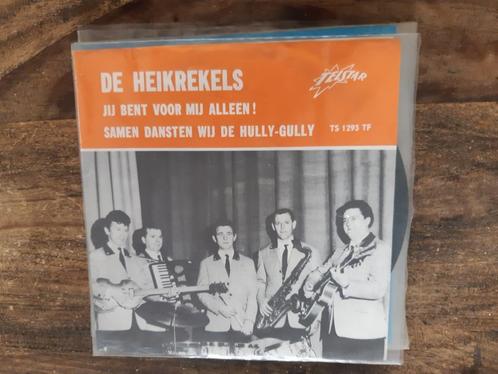 DE HEIKREKELS
TELSTAR
JIJ BENT VOOR MIJ ALLEEN!
SAMEN DANSTEN WIJ DE HULLY-GULLY
TS 1293 TF